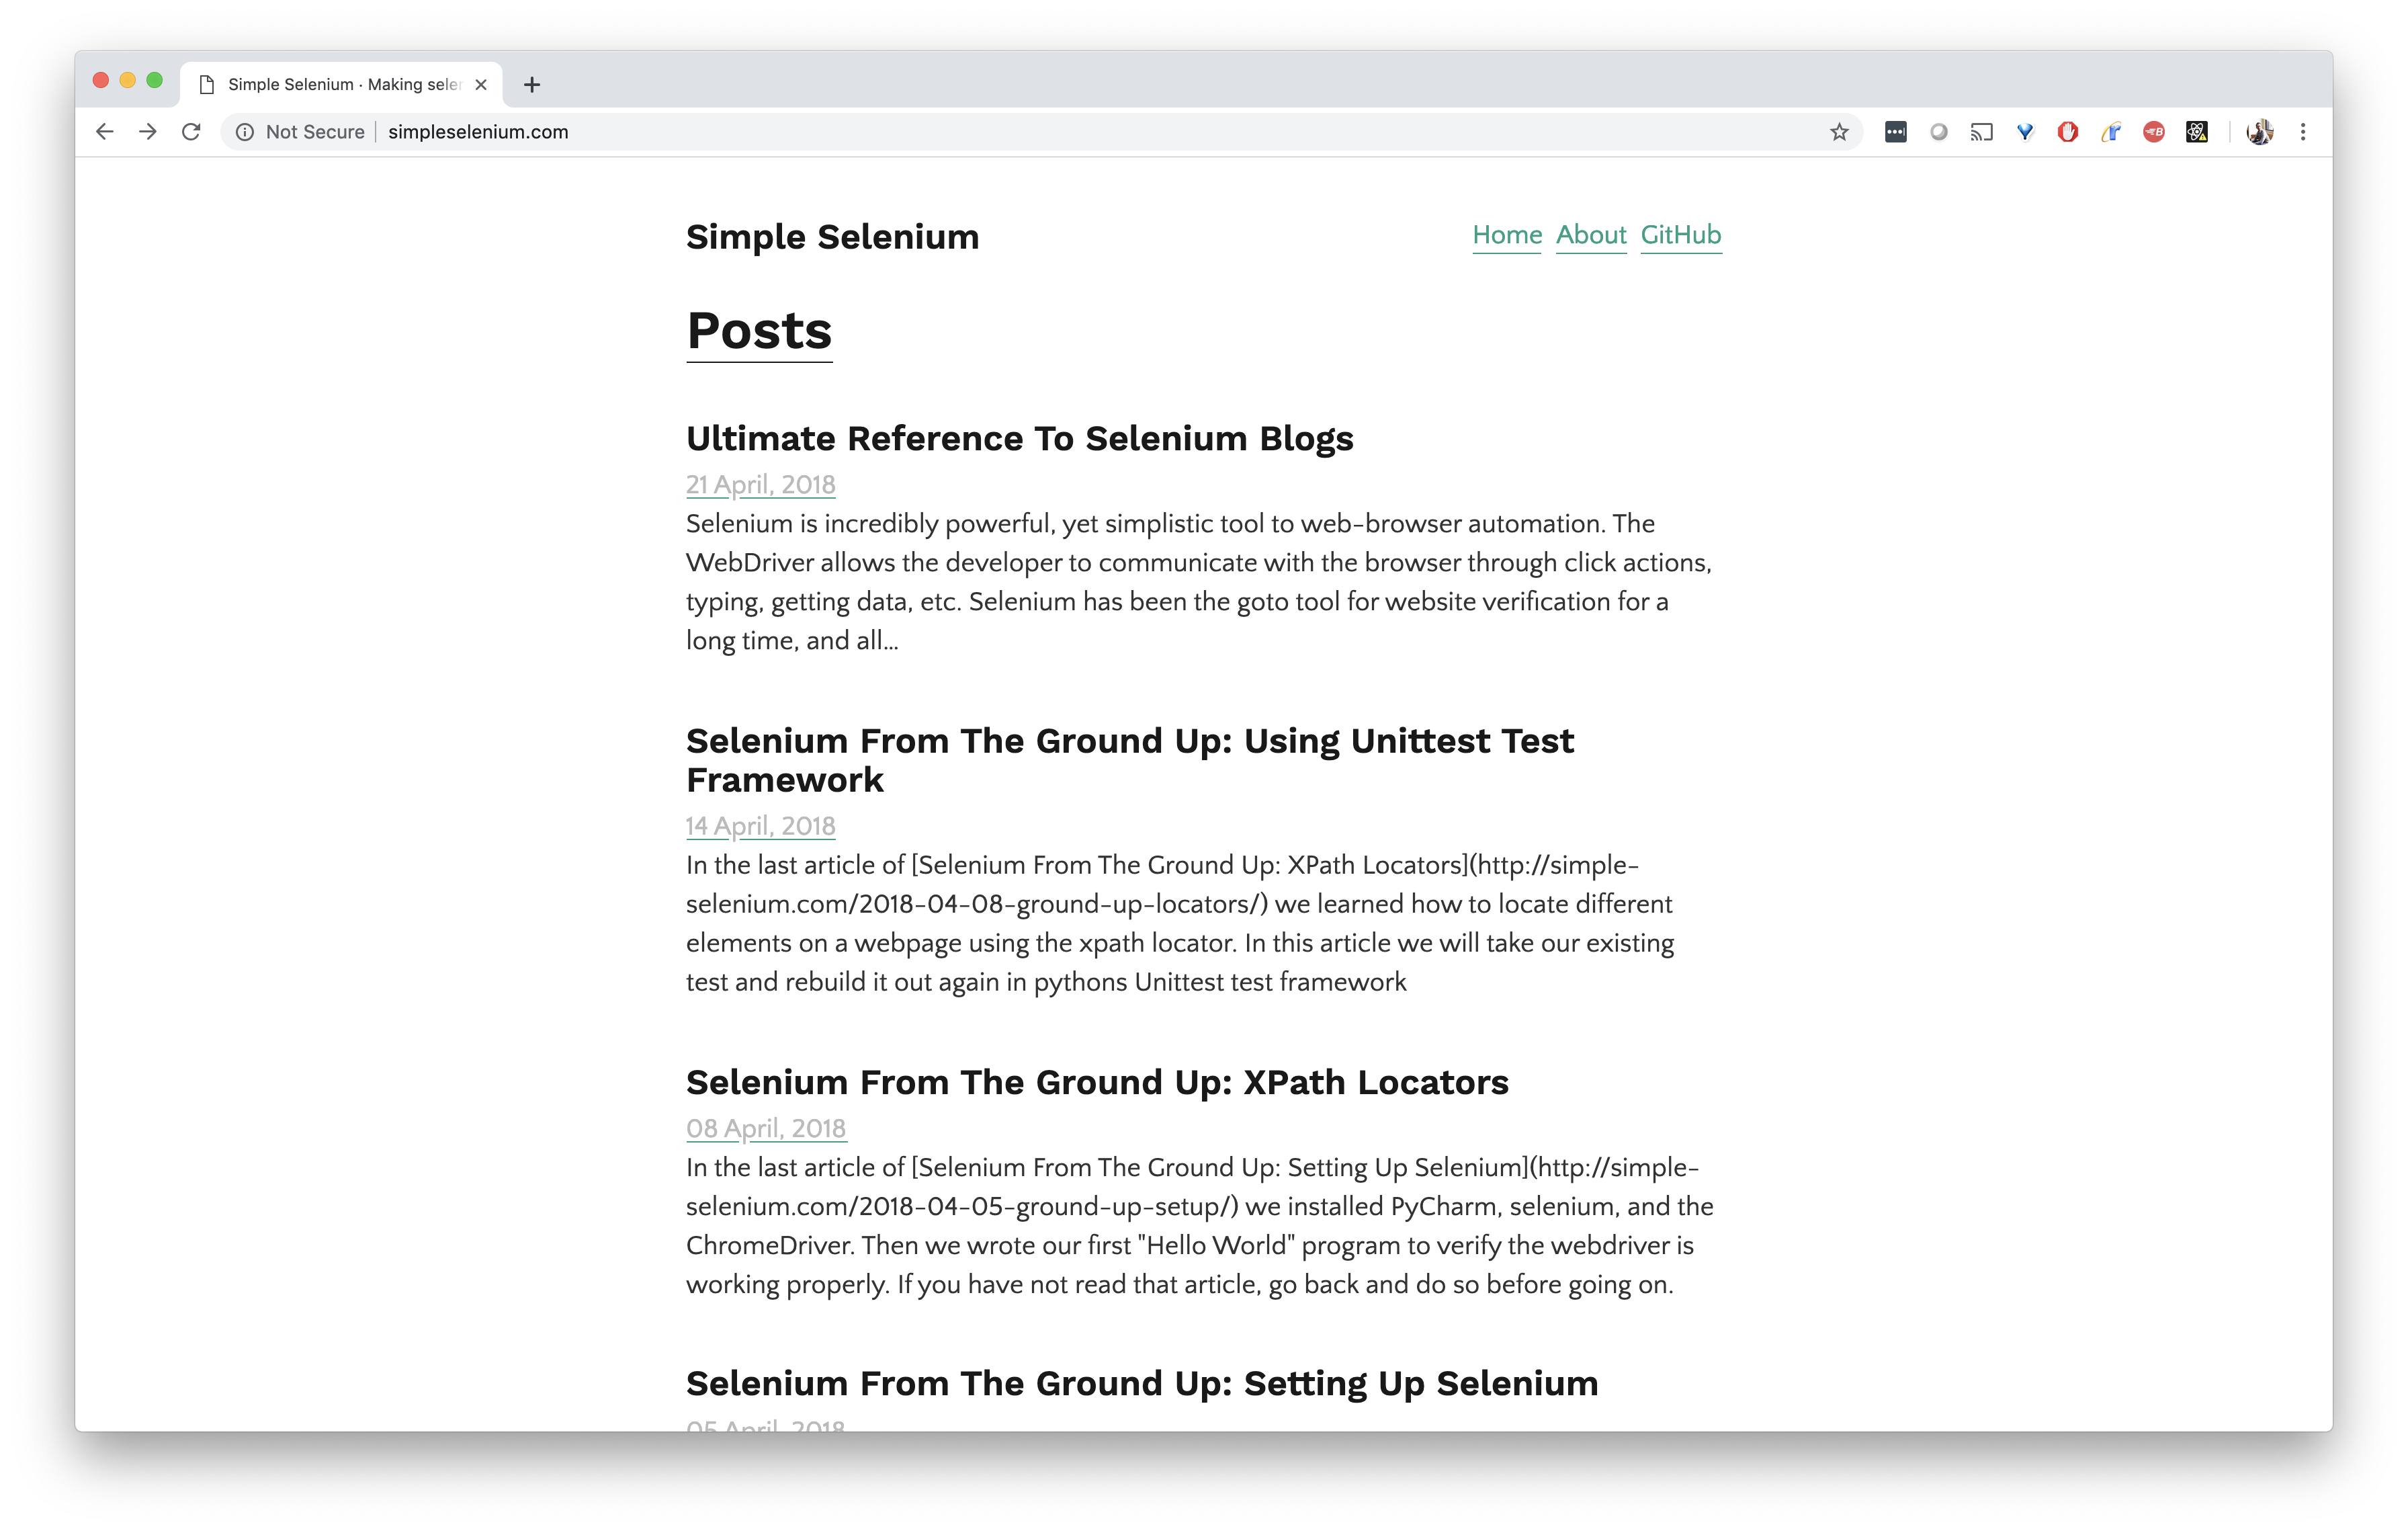 Simple Selenium · Making seler
Not Secure
simpleselenium.com
Simple Selenium
Home About GitHub
Posts
Ultimate Reference To Selenium Blogs
21 April, 2018
Selenium is incredibly powerful, yet simplistic tool to web-browser automation. The
WebDriver allows the developer to communicate with the browser through click actions,
typing, getting data, etc. Selenium has been the goto tool for website verification for a
long time, and all...
Selenium From The Ground Up: Using Unittest Test
Framework
14 April, 2018
In the last article of [Selenium From The Ground Up: XPath Locators](http://simple-
selenium.com/2018-04-08-ground-up-locators/) we learned how to locate different
elements on a webpage using the xpath locator. In this article we will take our existing
test and rebuild it out again in pythons Unittest test framework
Selenium From The Ground Up: XPath Locators
08 April, 2018
In the last article of [Selenium From The Ground Up: Setting Up Selenium](http://simple-
selenium.com/2018-04-05-ground-up-setup/) we installed PyCharm, selenium, and the
ChromeDriver. Then we wrote our first "Hello World" program to verify the webdriver is
working properly. If you have not read that article, go back and do so before going on.
Selenium From The Ground Up: Setting Up Selenium
05 April, 2018